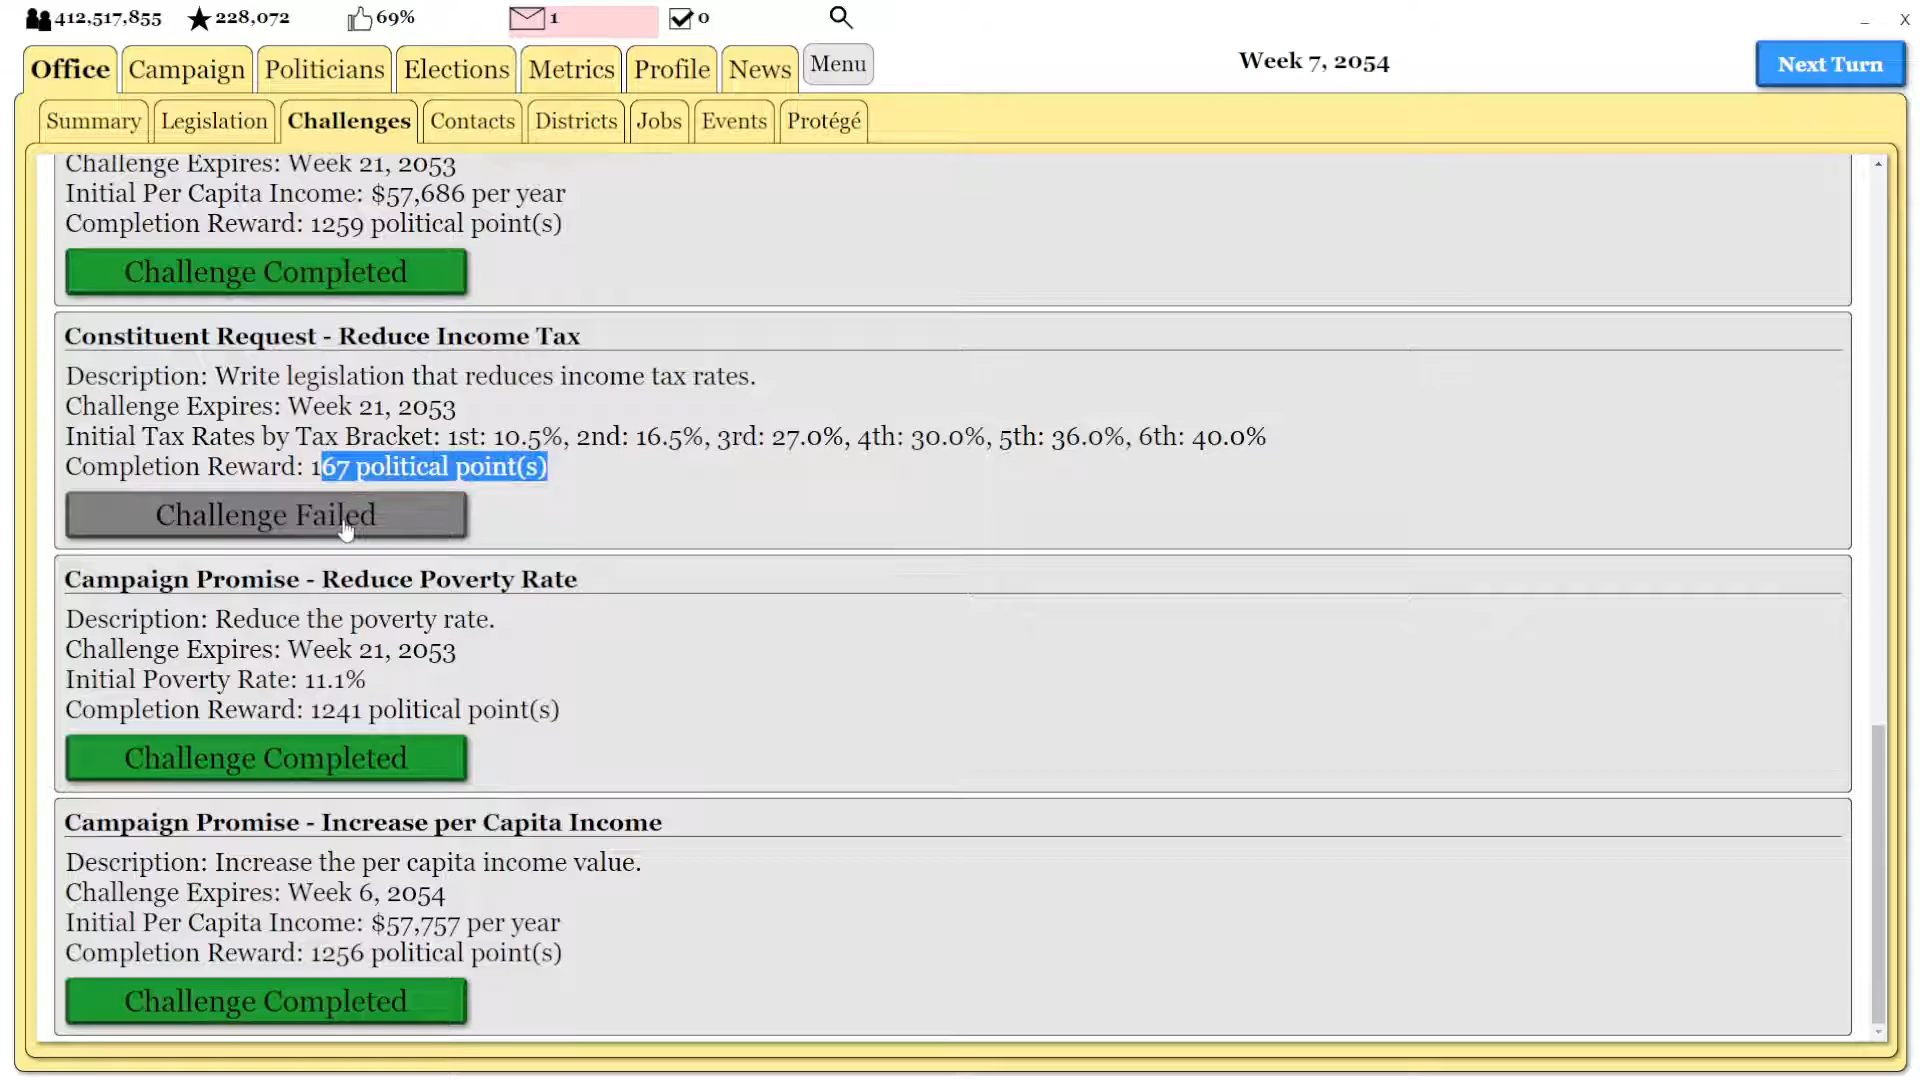 412,517,855 228,072 69% 1 0
_ X
Office Campaign Politicians Elections Metrics Profile News Menu
Week 7, 2054
Next Turn
Summary Legislation Challenges Contacts Districts Jobs Events Protégé
Challenge Expires: Week 21, 2053
Initial Per Capita Income: $57,686 per year
Completion Reward: 1259 political point(s)
Challenge Completed
Constituent Request - Reduce Income Tax
Description: Write legislation that reduces income tax rates.
Challenge Expires: Week 21, 2053
Initial Tax Rates by Tax Bracket: 1st: 10.5%, 2nd: 16.5%, 3rd: 27.0%, 4th: 30.0%, 5th: 36.0%, 6th: 40.0%
Completion Reward: 167 political point(s)
Challenge Failed
Campaign Promise - Reduce Poverty Rate
Description: Reduce the poverty rate.
Challenge Expires: Week 21, 2053
Initial Poverty Rate: 11.1%
Completion Reward: 1241 political point(s)
Challenge Completed
Campaign Promise - Increase per Capita Income
Description: Increase the per capita income value.
Challenge Expires: Week 6, 2054
Initial Per Capita Income: $57,757 per year
Completion Reward: 1256 political point(s)
Challenge Completed